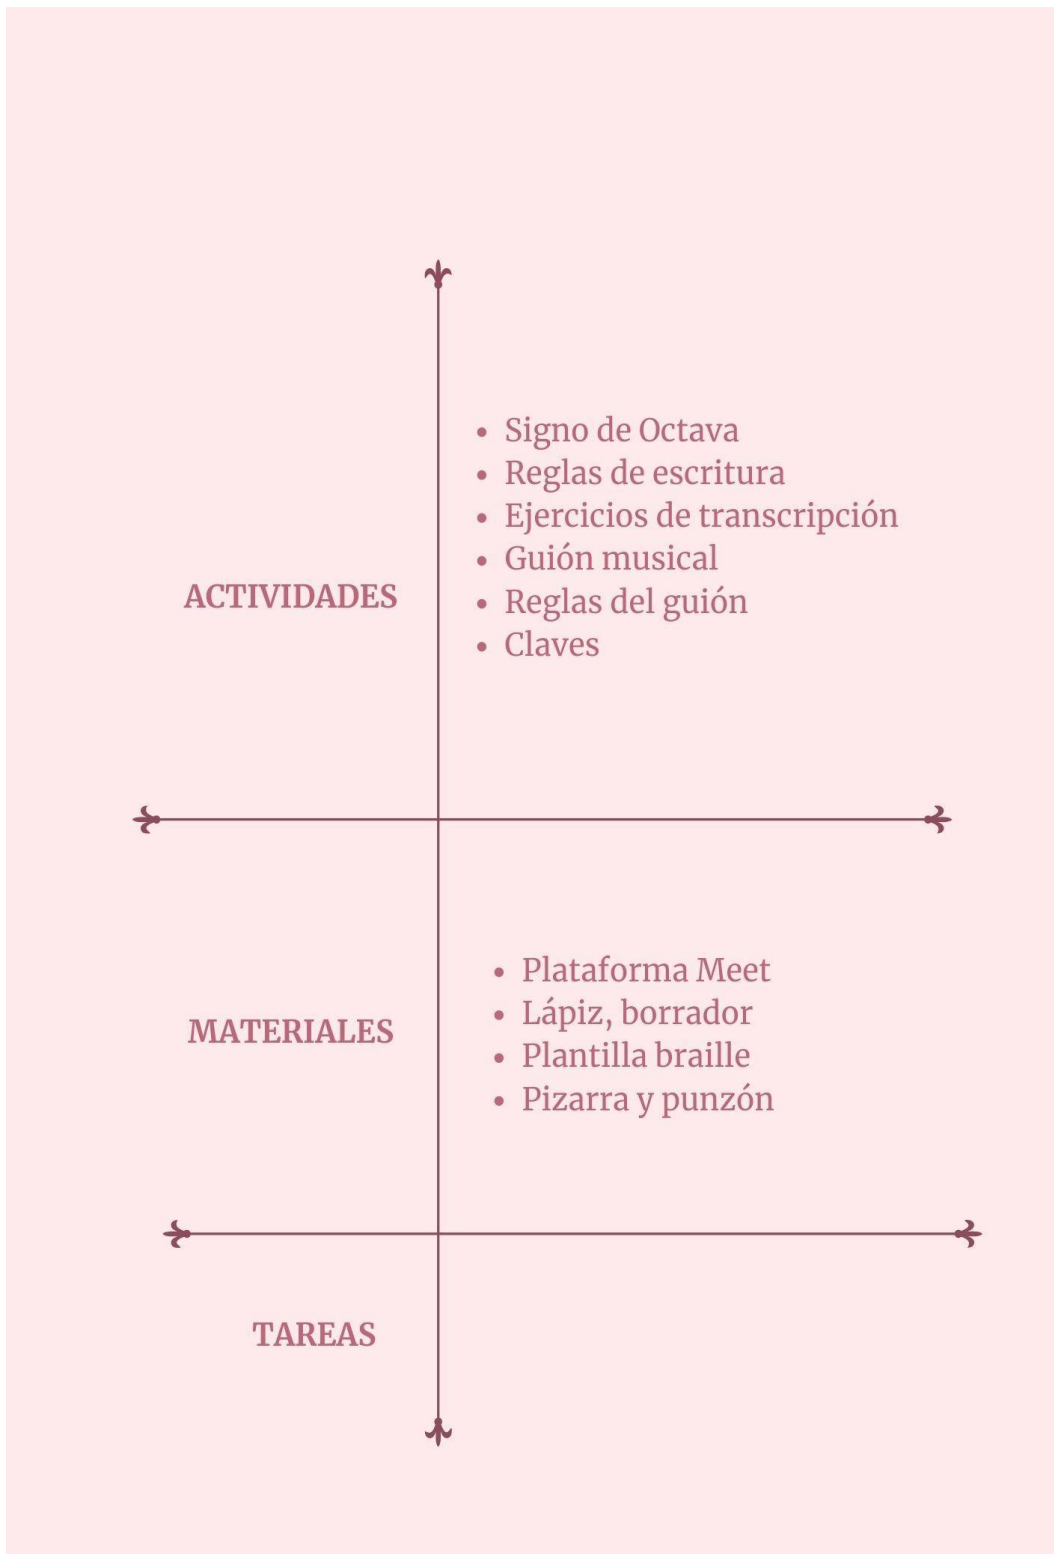 ACTIVIDADES
• Signo de Octava
• Reglas de escritura
• Ejercicios de transcripción
• Guión musical
• Reglas del guión
• Claves
MATERIALES
• Plataforma Meet
• Lápiz, borrador
• Plantilla braille
• Pizarra y punzón
TAREAS